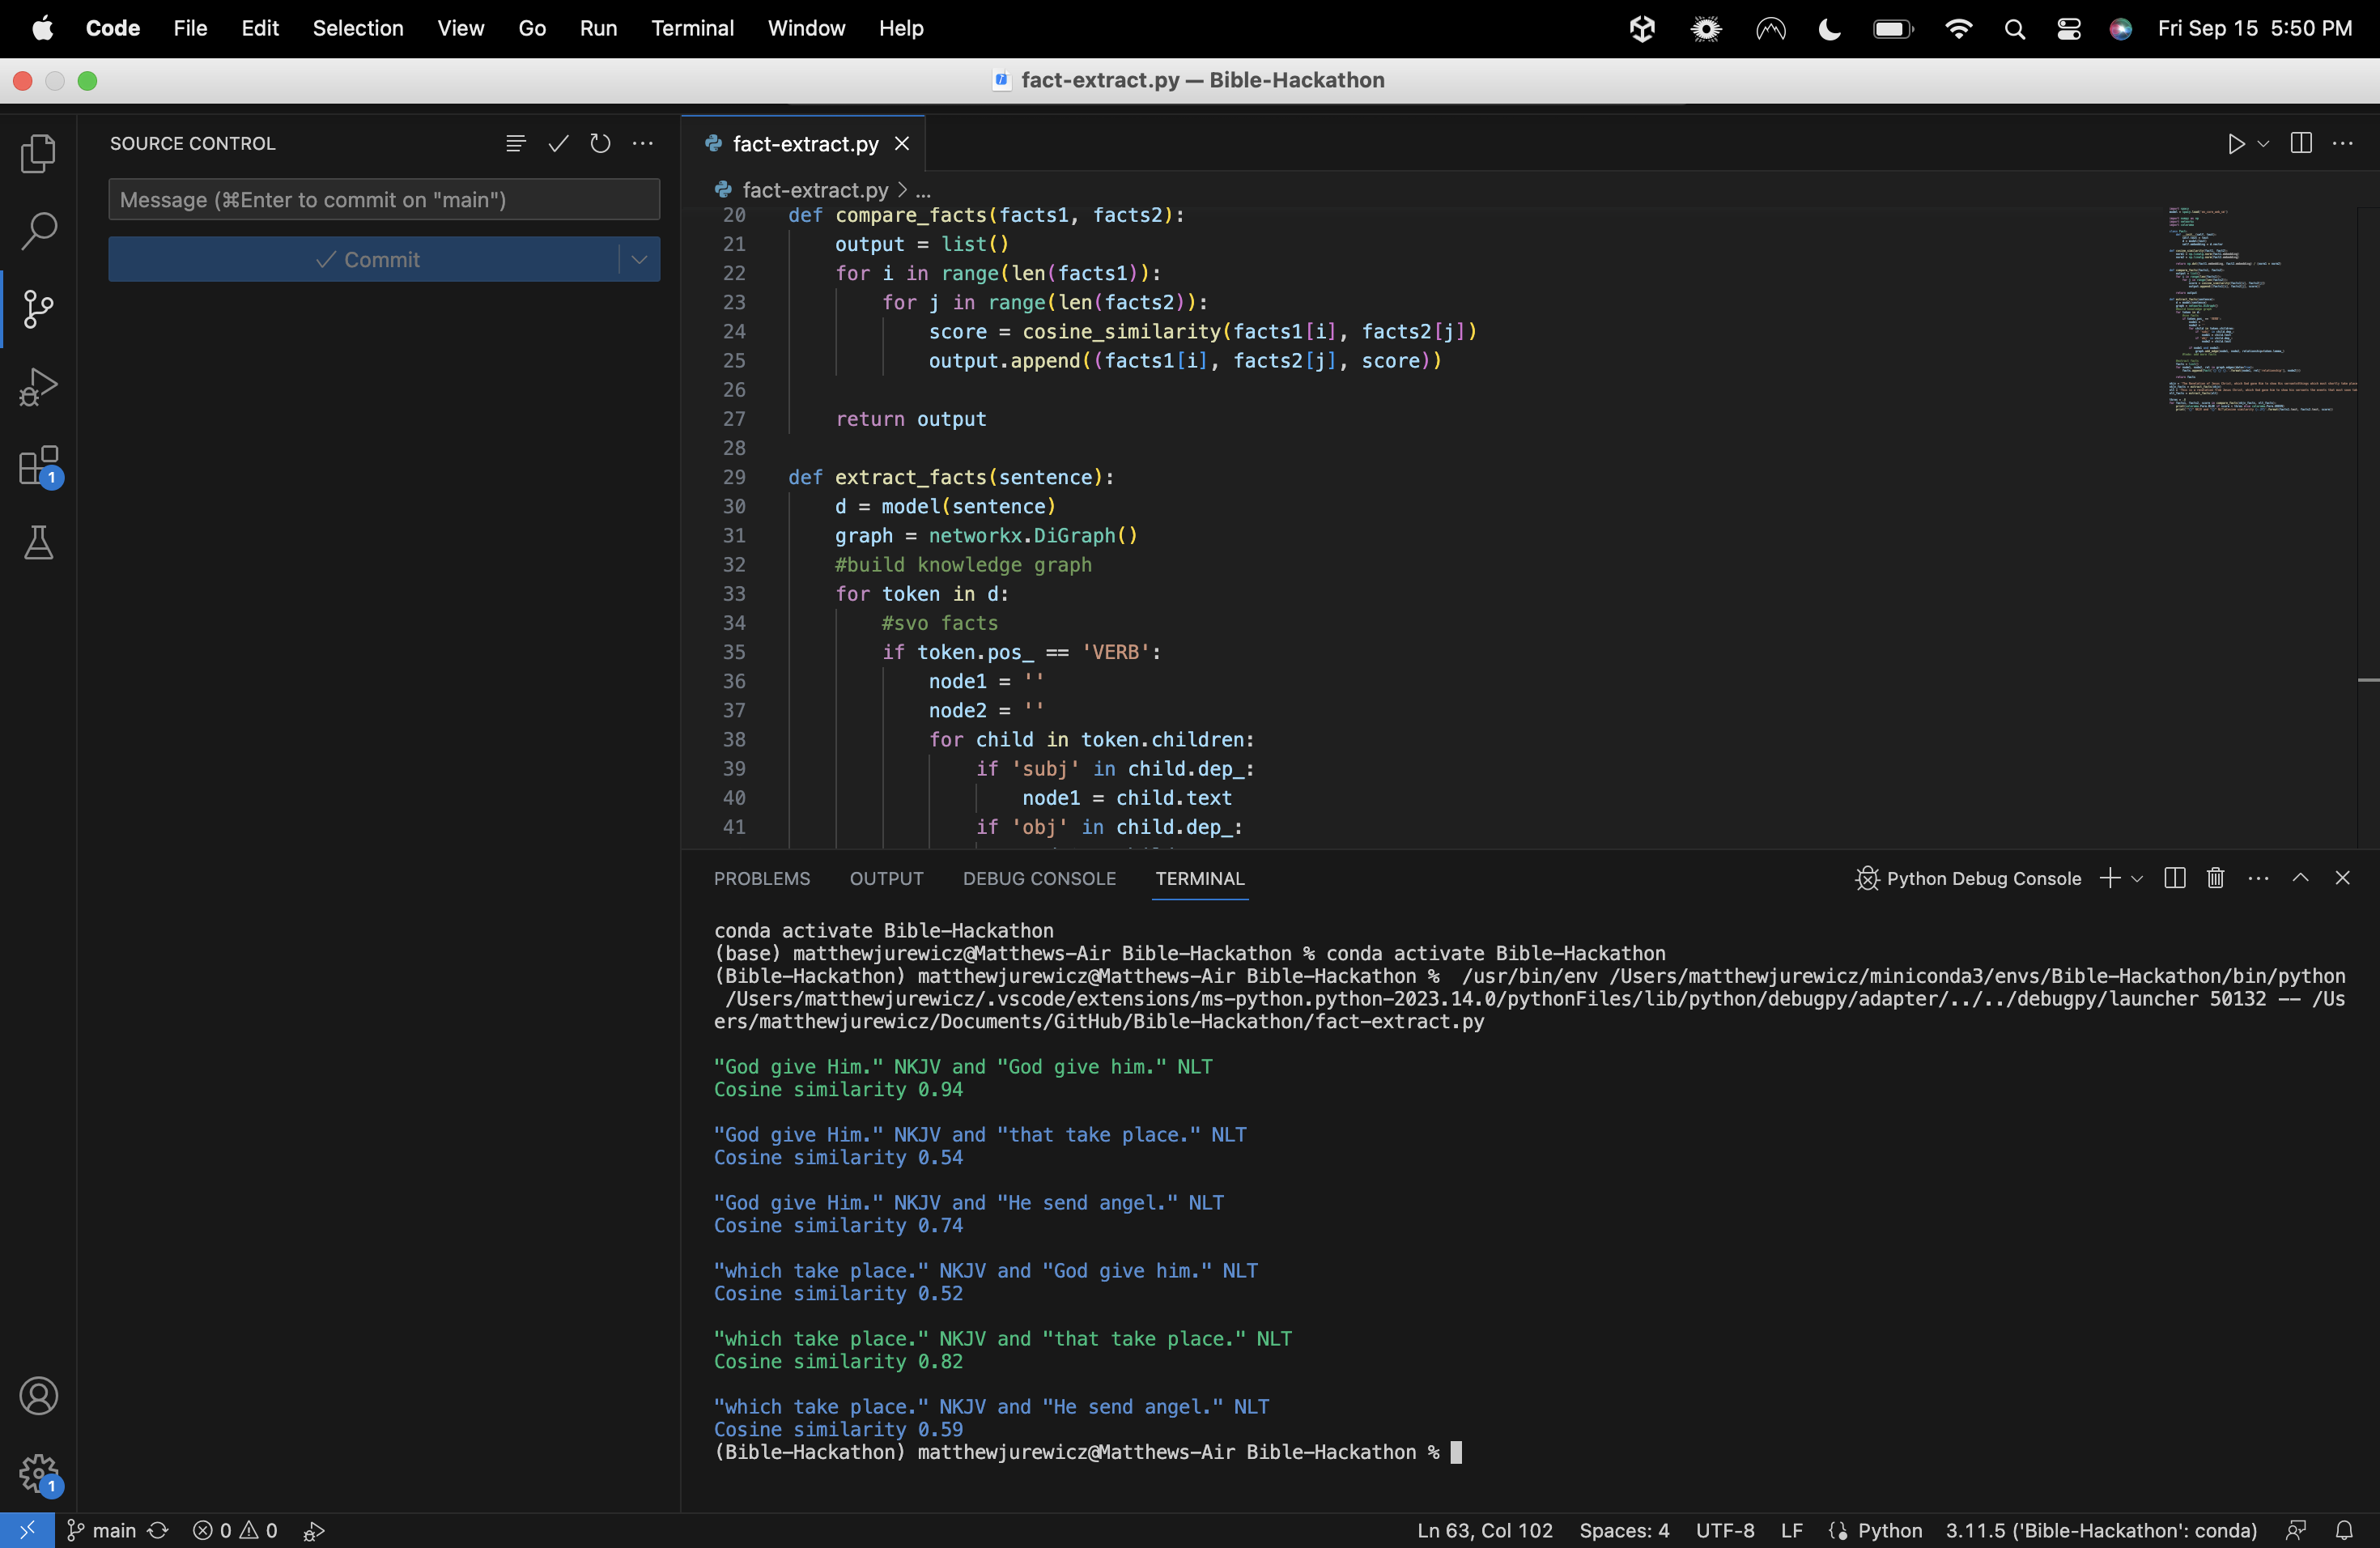 Code File Edit Selection View Go Run Terminal Window Help Fri Sep 15 5:50 PM
fact-extract.py — Bible-Hackathon
SOURCE CONTROL
Message (⌘Enter to commit on "main")
Commit
1
1
fact-extract.py
fact-extract.py > ...
20 def compare_facts(facts1, facts2):
21     output = list()
22     for i in range(len(facts1)):
23         for j in range(len(facts2)):
24             score = cosine_similarity(facts1[i], facts2[j])
25             output.append((facts1[i], facts2[j], score))
26
27     return output
28
29 def extract_facts(sentence):
30     d = model(sentence)
31     graph = networkx.DiGraph()
32     #build knowledge graph
33     for token in d:
34         #svo facts
35         if token.pos_ == 'VERB':
36             node1 = ''
37             node2 = ''
38             for child in token.children:
39                 if 'subj' in child.dep_:
40                     node1 = child.text
41                 if 'obj' in child.dep_:
PROBLEMS OUTPUT DEBUG CONSOLE TERMINAL Python Debug Console
conda activate Bible-Hackathon
(base) matthewjurewicz@Matthews-Air Bible-Hackathon % conda activate Bible-Hackathon
(Bible-Hackathon) matthewjurewicz@Matthews-Air Bible-Hackathon %  /usr/bin/env /Users/matthewjurewicz/miniconda3/envs/Bible-Hackathon/bin/python
 /Users/matthewjurewicz/.vscode/extensions/ms-python.python-2023.14.0/pythonFiles/lib/python/debugpy/adapter/../../debugpy/launcher 50132 -- /Us
ers/matthewjurewicz/Documents/GitHub/Bible-Hackathon/fact-extract.py
"God give Him." NKJV and "God give him." NLT
Cosine similarity 0.94
"God give Him." NKJV and "that take place." NLT
Cosine similarity 0.54
"God give Him." NKJV and "He send angel." NLT
Cosine similarity 0.74
"which take place." NKJV and "God give him." NLT
Cosine similarity 0.52
"which take place." NKJV and "that take place." NLT
Cosine similarity 0.82
"which take place." NKJV and "He send angel." NLT
Cosine similarity 0.59
(Bible-Hackathon) matthewjurewicz@Matthews-Air Bible-Hackathon %
main 0 0 Ln 63, Col 102 Spaces: 4 UTF-8 LF Python 3.11.5 ('Bible-Hackathon': conda)